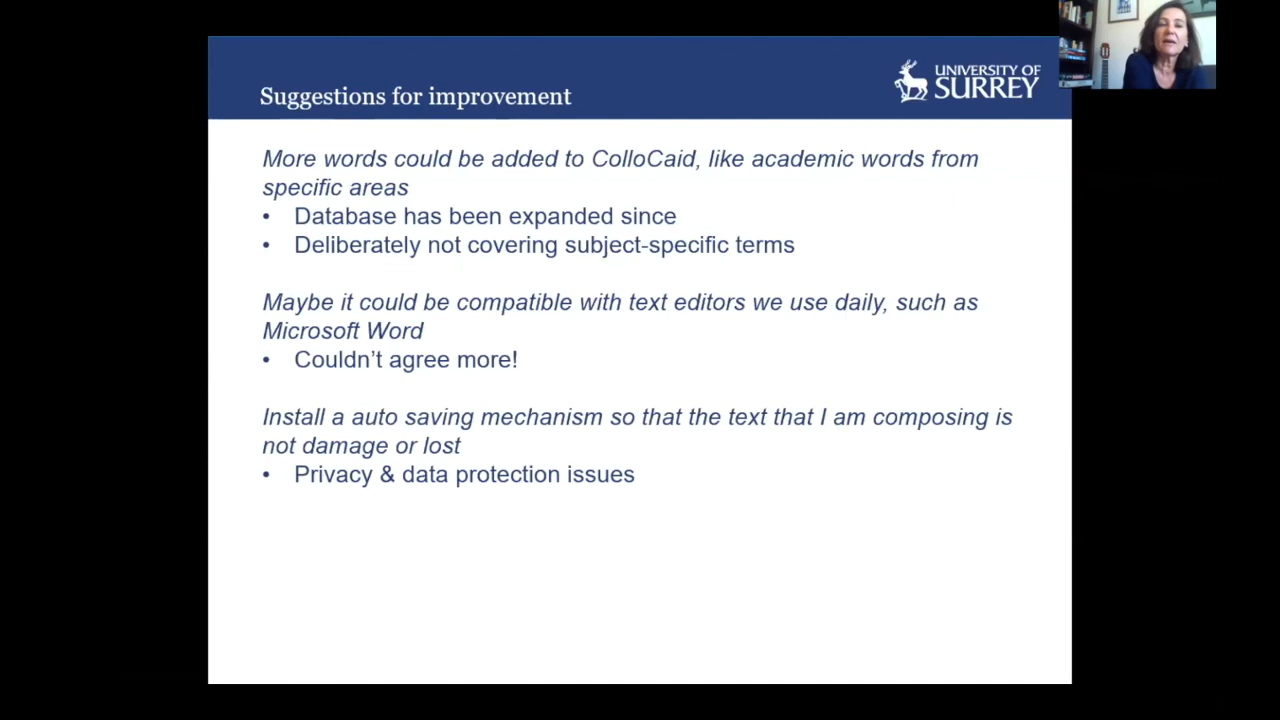 UNIVERSITY OF
SURREY
Suggestions for improvement
More words could be added to ColloCaid, like academic words from
specific areas
• Database has been expanded since
• Deliberately not covering subject-specific terms
Maybe it could be compatible with text editors we use daily, such as
Microsoft Word
• Couldn’t agree more!
Install a auto saving mechanism so that the text that I am composing is
not damage or lost
• Privacy & data protection issues